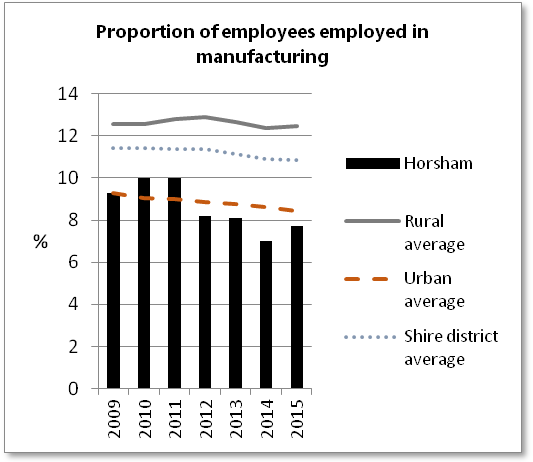 Proportion of employees employed in
manufacturing
14
12
10
8
6
4
2
0
%
2009
2010
2011
2012
2013
2014
2015
Horsham
Rural
average
Urban
average
Shire district
average